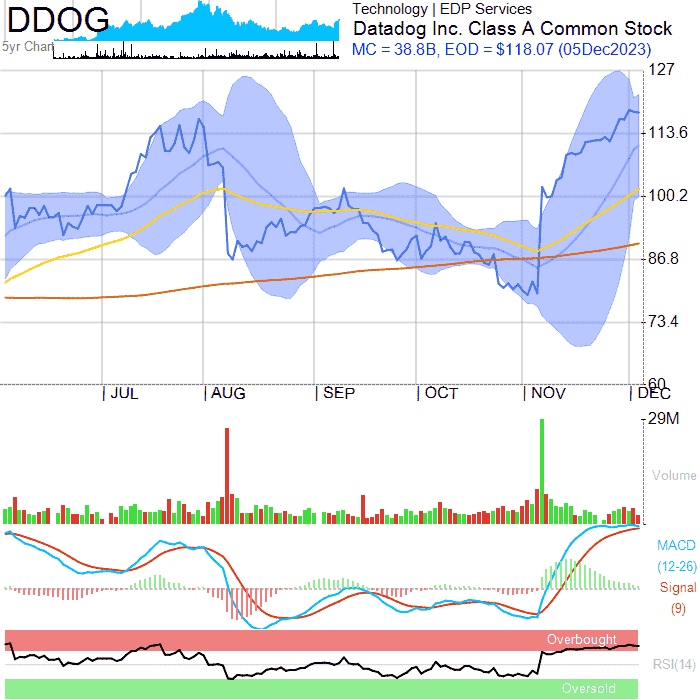 DDOG
5yr Chart
Technology | EDP Services
Datadog Inc. Class A Common Stock
MC = 38.8B, EOD = $118.07 (05Dec2023)
127
113.6
100.2
86.8
73.4
60
JUL AUG SEP OCT NOV DEC
29M
Volume
MACD
(12-26)
Signal
(9)
Overbought
RSI(14)
Oversold